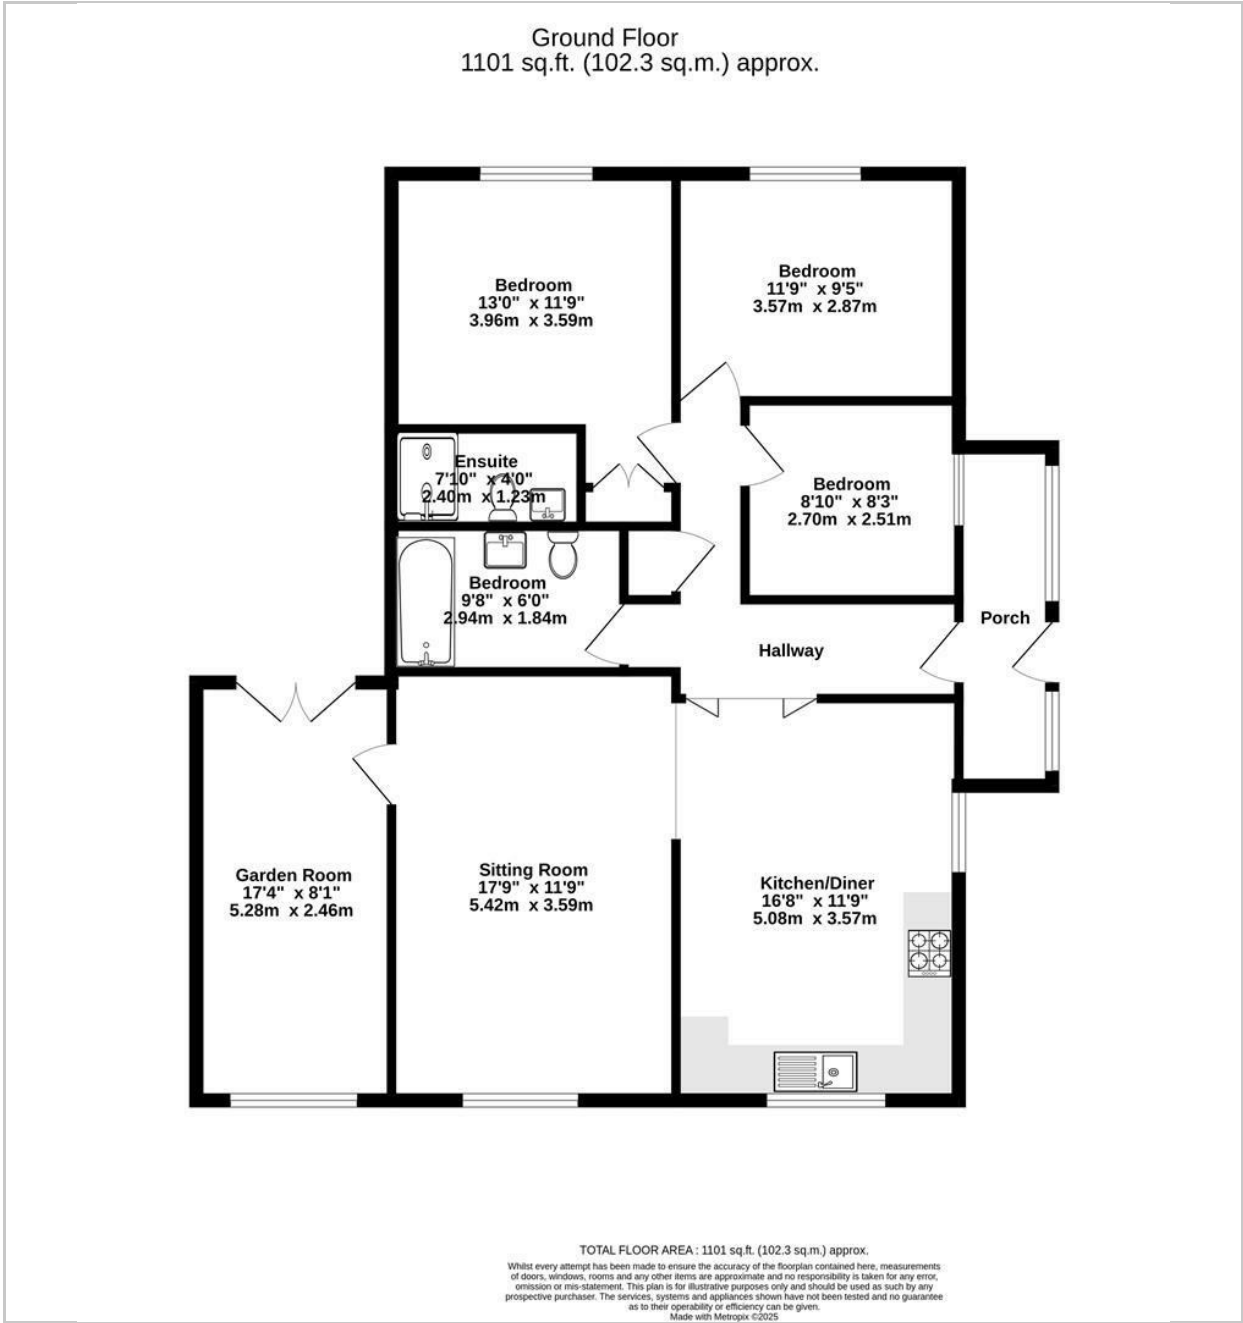 Ground Floor
1101 sq.ft. (102.3 sq.m.) approx.
Bedroom
13'0" x 11'9"
3.96m x 3.59m
Bedroom
11'9" x 9'5"
3.57m x 2.87m
Ensuite
7'10" x 4'0"
2.40m x 1.23m
Bedroom
8'10" x 8'3"
2.70m x 2.51m
Bedroom
9'8" x 6'0"
2.94m x 1.84m
Porch
Hallway
Garden Room
17'4" x 8'1"
5.28m x 2.46m
Sitting Room
17'9" x 11'9"
5.42m x 3.59m
Kitchen/Diner
16'8" x 11'9"
5.08m x 3.57m
TOTAL FLOOR AREA : 1101 sq.ft. (102.3 sq.m.) approx.
Whilst every attempt has been made to ensure the accuracy of the floorplan contained here, measurements
of doors, windows, rooms and any other items are approximate and no responsibility is taken for any error,
omission or mis-statement. This plan is for illustrative purposes only and should be used as such by any
prospective purchaser. The services, systems and appliances shown have not been tested and no guarantee
as to their operability or efficiency can be given.
Made with Metropix ©2025